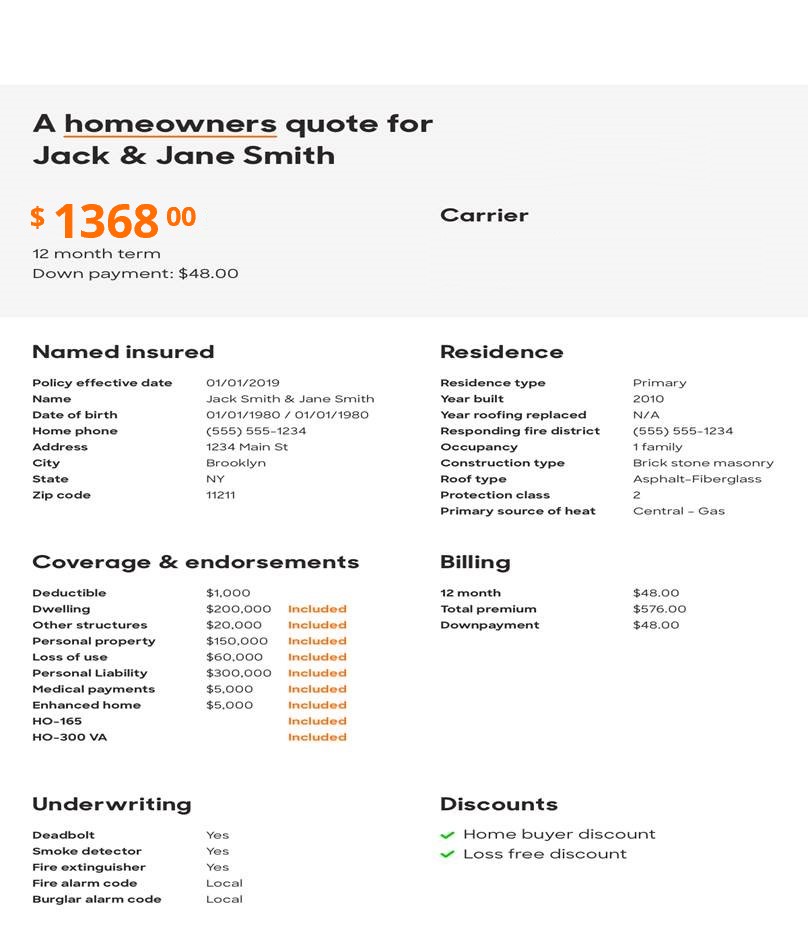 A homeowners quote for
Jack & Jane Smith
$ 1368 00
12 month term
Down payment: $48.00
Carrier
Named insured
Policy effective date 01/01/2019
Name Jack Smith & Jane Smith
Date of birth 01/01/1980 / 01/01/1980
Home phone (555) 555-1234
Address 1234 Main St
City Brooklyn
State NY
Zip code 11211
Residence
Residence type Primary
Year built 2010
Year roofing replaced N/A
Responding fire district (555) 555-1234
Occupancy 1 family
Construction type Brick stone masonry
Roof type Asphalt-Fiberglass
Protection class 2
Primary source of heat Central - Gas
Coverage & endorsements
Deductible $1,000
Dwelling $200,000 Included
Other structures $20,000 Included
Personal property $150,000 Included
Loss of use $60,000 Included
Personal Liability $300,000 Included
Medical payments $5,000 Included
Enhanced home $5,000 Included
HO-165 Included
HO-300 VA Included
Billing
12 month $48.00
Total premium $576.00
Downpayment $48.00
Underwriting
Deadbolt Yes
Smoke detector Yes
Fire extinguisher Yes
Fire alarm code Local
Burglar alarm code Local
Discounts
Home buyer discount
Loss free discount